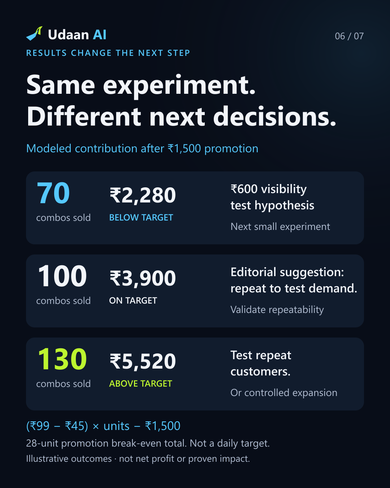 Udaan AI
06 / 07
RESULTS CHANGE THE NEXT STEP
Same experiment.
Different next decisions.
Modeled contribution after ₹1,500 promotion
70
combos sold
₹2,280
BELOW TARGET
₹600 visibility
test hypothesis
Next small experiment
100
combos sold
₹3,900
ON TARGET
Editorial suggestion:
repeat to test demand.
Validate repeatability
130
combos sold
₹5,520
ABOVE TARGET
Test repeat
customers.
Or controlled expansion
(₹99 − ₹45) × units − ₹1,500
28-unit promotion break-even total. Not a daily target.
Illustrative outcomes · not net profit or proven impact.